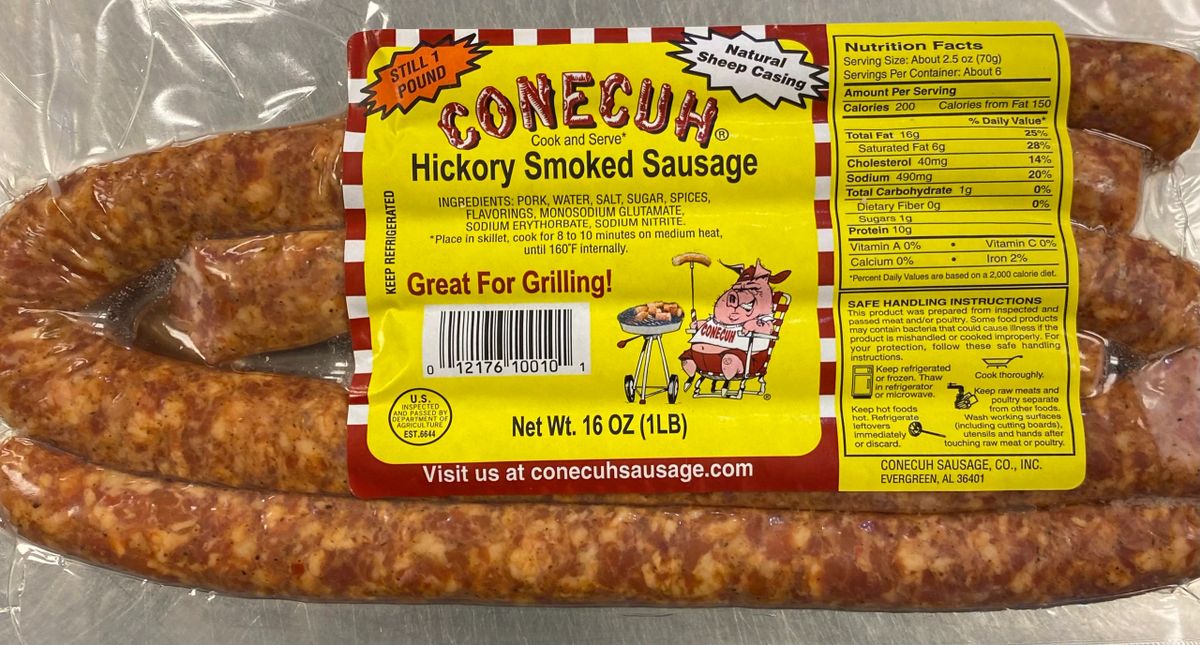 STILL 1
POUND
Natural
Sheep Casing
CONECUH®
Cook and Serve*
Hickory Smoked Sausage
KEEP REFRIGERATED
INGREDIENTS: PORK, WATER, SALT, SUGAR, SPICES,
FLAVORINGS, MONOSODIUM GLUTAMATE,
SODIUM ERYTHORBATE, SODIUM NITRITE.
*Place in skillet, cook for 8 to 10 minutes on medium heat,
until 160°F internally.
Great For Grilling!
0 12176 10010 1
CONECUH
®
U.S.
INSPECTED
AND PASSED BY
DEPARTMENT OF
AGRICULTURE
EST.6644
Net Wt. 16 OZ (1LB)
Visit us at conecuhsausage.com
Nutrition Facts
Serving Size: About 2.5 oz (70g)
Servings Per Container: About 6
Amount Per Serving
Calories 200 Calories from Fat 150
% Daily Value*
Total Fat 16g 25%
Saturated Fat 6g 28%
Cholesterol 40mg 14%
Sodium 490mg 20%
Total Carbohydrate 1g 0%
Dietary Fiber 0g 0%
Sugars 1g
Protein 10g
Vitamin A 0% • Vitamin C 0%
Calcium 0% • Iron 2%
*Percent Daily Values are based on a 2,000 calorie diet.
SAFE HANDLING INSTRUCTIONS
This product was prepared from inspected and
passed meat and/or poultry. Some food products
may contain bacteria that could cause illness if the
product is mishandled or cooked improperly. For
your protection, follow these safe handling
instructions.
Keep refrigerated
or frozen. Thaw
in refrigerator
or microwave.
Cook thoroughly.
Keep hot foods
hot. Refrigerate
leftovers
immediately
or discard.
Keep raw meats and
poultry separate
from other foods.
Wash working surfaces
(including cutting boards),
utensils and hands after
touching raw meat or poultry.
CONECUH SAUSAGE, CO., INC.
EVERGREEN, AL 36401